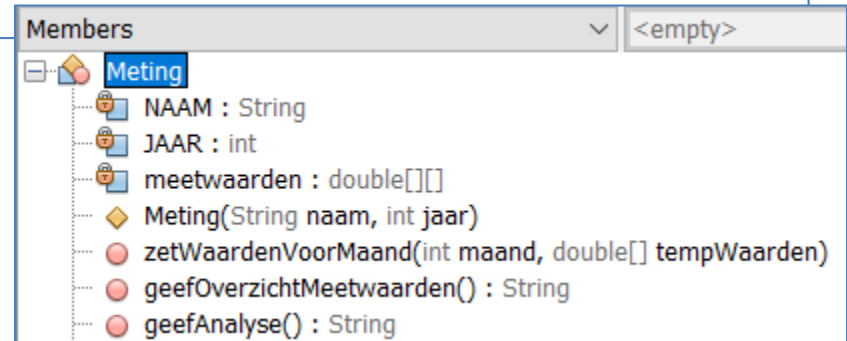 Members <empty>
Meting
NAAM : String
JAAR : int
meetwaarden : double[][]
Meting(String naam, int jaar)
zetWaardenVoorMaand(int maand, double[] tempWaarden)
geefOverzichtMeetwaarden() : String
geefAnalyse() : String